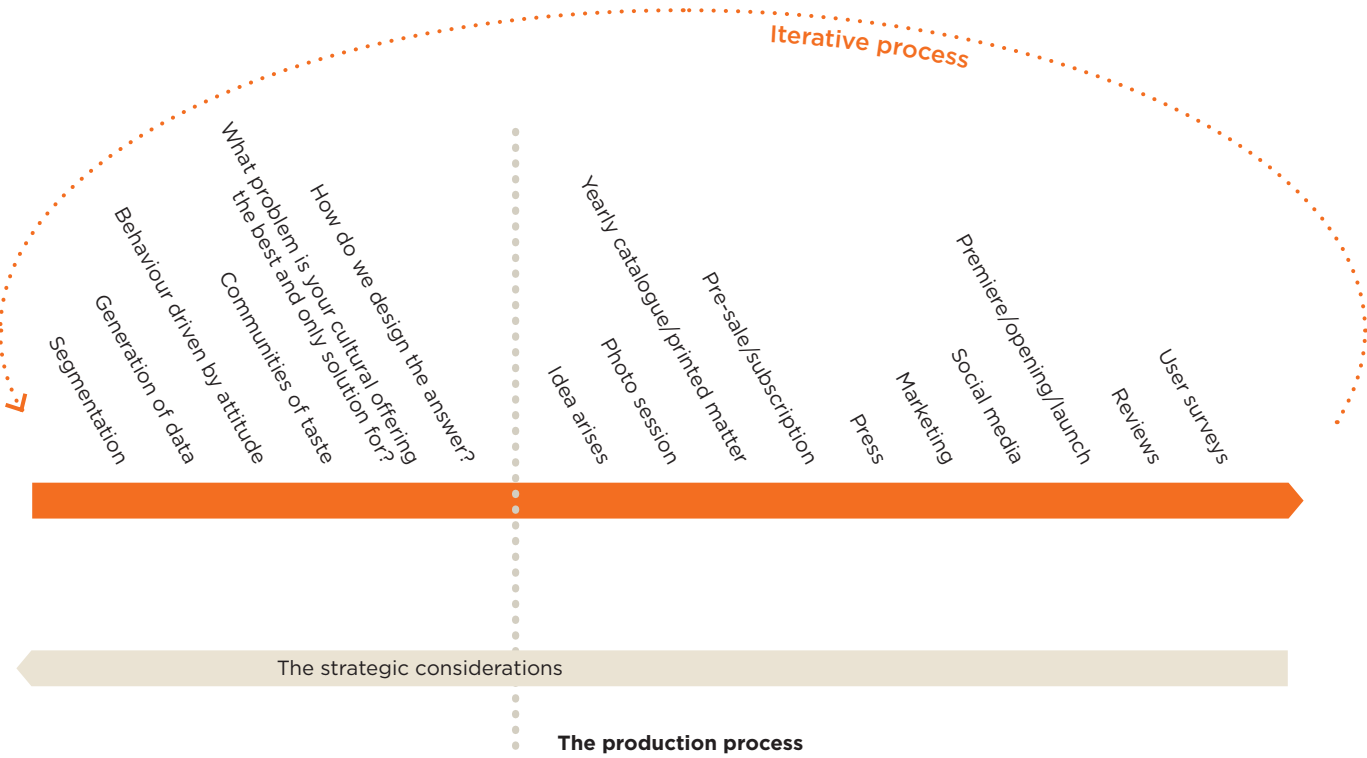 Iterative process
Segmentation
Generation of data
Behaviour driven by attitude
Communities of taste
What problem is your cultural offering
the best and only solution for?
How do we design the answer?
Idea arises
Photo session
Yearly catalogue/printed matter
Pre-sale/subscription
Press
Marketing
Social media
Premiere/opening/launch
Reviews
User surveys
The strategic considerations
The production process